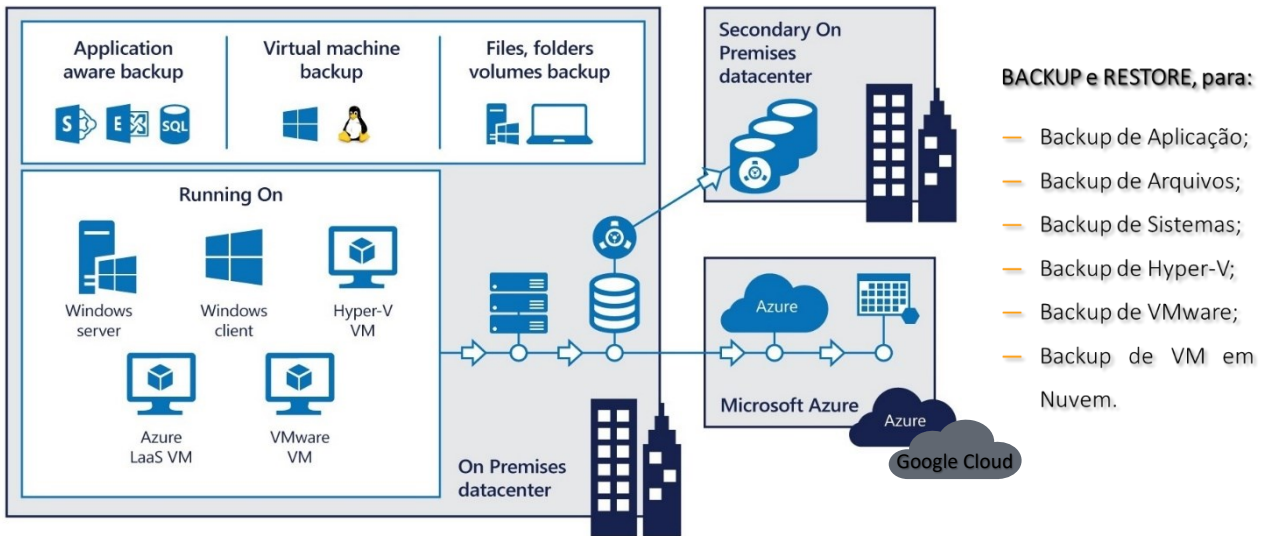 Application
aware backup
Virtual machine
backup
Files, folders
volumes backup
S
E
SQL
Running On
Windows
server
Windows
client
Hyper-V
VM
Azure
LaaS VM
VMware
VM
On Premises
datacenter
Secondary On
Premises
datacenter
Azure
Microsoft Azure
Azure
Google Cloud
BACKUP e RESTORE, para:
— Backup de Aplicação;
— Backup de Arquivos;
— Backup de Sistemas;
— Backup de Hyper-V;
— Backup de VMware;
— Backup de VM em
Nuvem.